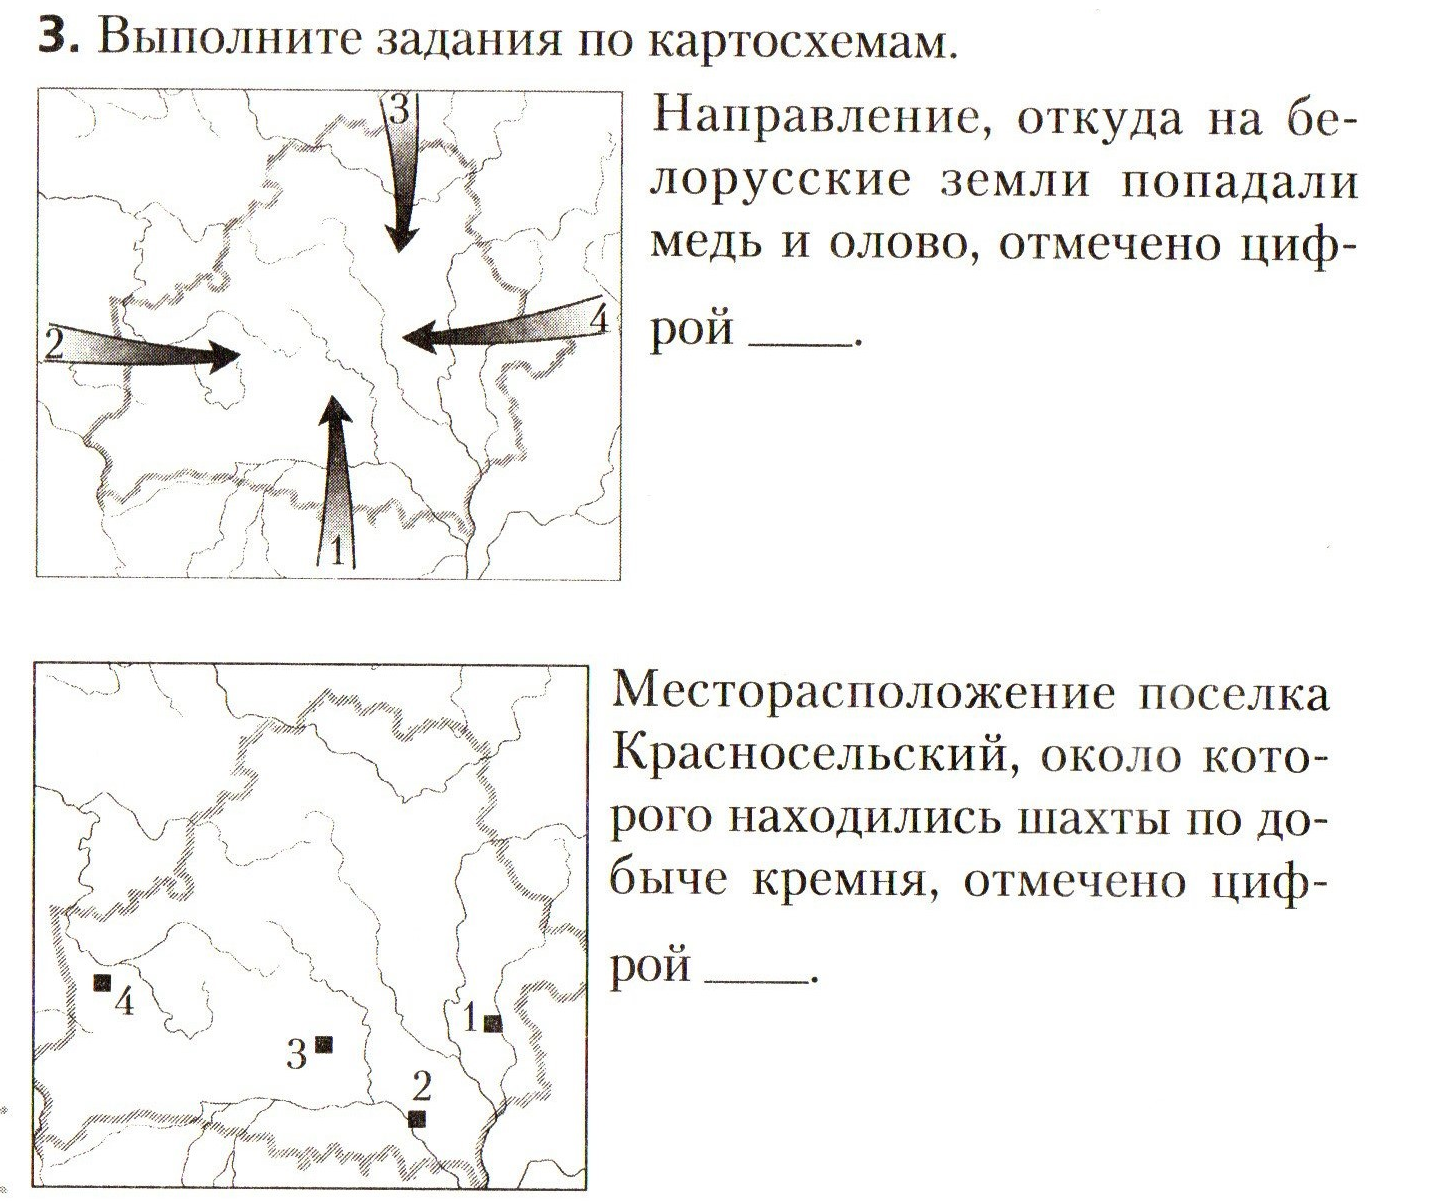 3. Выполните задания по картосхемам.
3
2
4
1
Направление, откуда на бе-
лорусские земли попадали
медь и олово, отмечено циф-
рой _____.
4
1
3
2
Месторасположение поселка
Красносельский, около кото-
рого находились шахты по до-
быче кремня, отмечено циф-
рой _____.